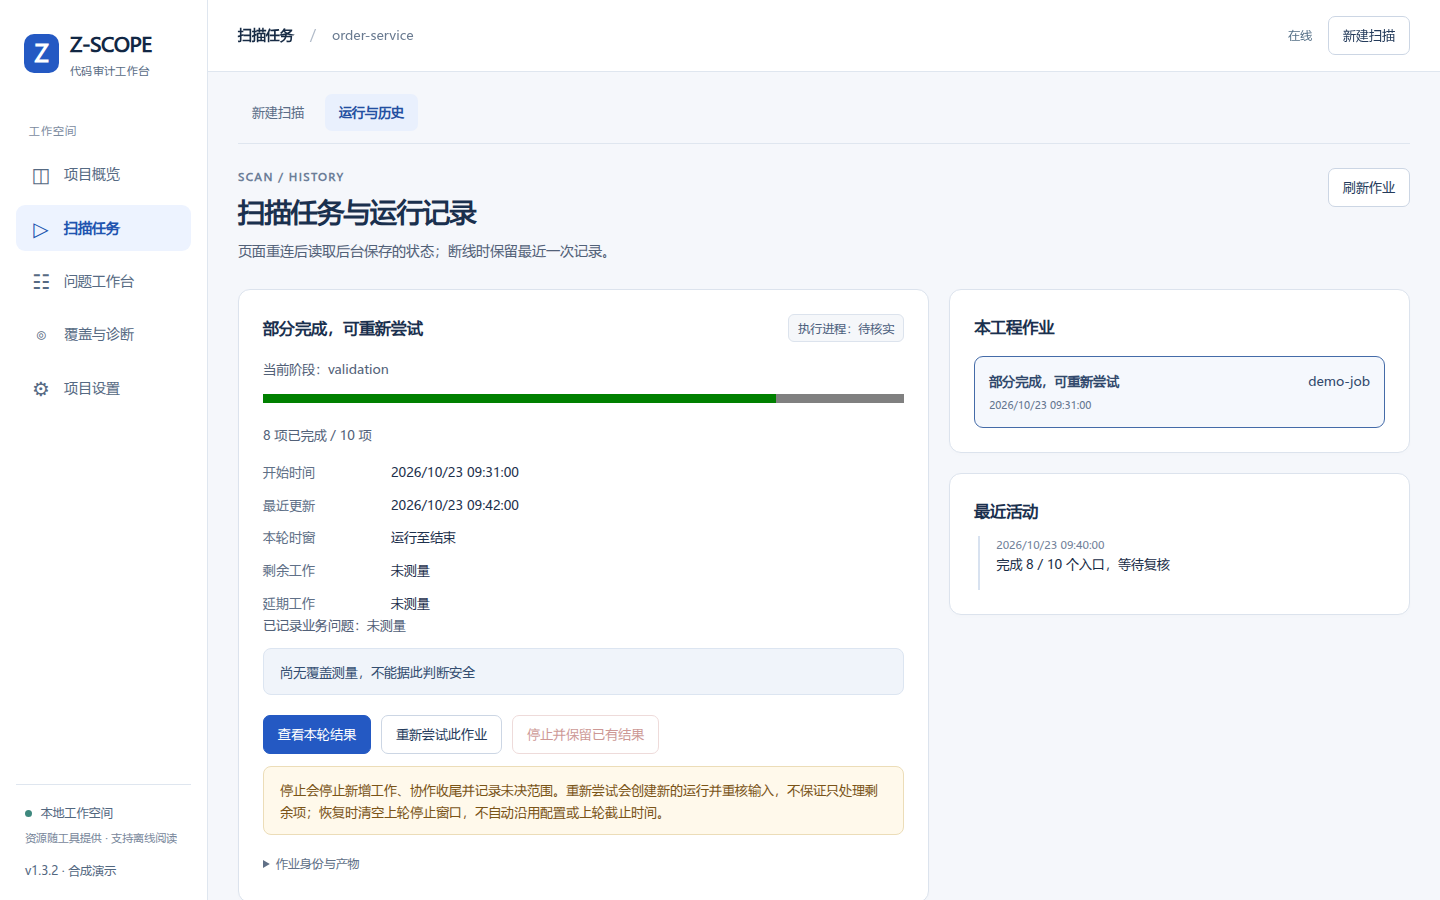 Z
Z-SCOPE
代码审计工作台
工作空间
项目概览
扫描任务
问题工作台
覆盖与诊断
项目设置
本地工作空间
资源随工具提供 · 支持离线阅读
v1.3.2 · 合成演示
扫描任务 / order-service
在线
新建扫描
新建扫描
运行与历史
SCAN / HISTORY
扫描任务与运行记录
页面重连后读取后台保存的状态；断线时保留最近一次记录。
刷新作业
部分完成，可重新尝试
执行进程：待核实
当前阶段：validation
8 项已完成 / 10 项
开始时间 2026/10/23 09:31:00
最近更新 2026/10/23 09:42:00
本轮时窗 运行至结束
剩余工作 未测量
延期工作 未测量
已记录业务问题：未测量
尚无覆盖测量，不能据此判断安全
查看本轮结果
重新尝试此作业
停止并保留已有结果
停止会停止新增工作、协作收尾并记录未决范围。重新尝试会创建新的运行并重核输入，不保证只处理剩
余项；恢复时清空上轮停止窗口，不自动沿用配置或上轮截止时间。
作业身份与产物
本工程作业
部分完成，可重新尝试 demo-job
2026/10/23 09:31:00
最近活动
2026/10/23 09:40:00
完成 8 / 10 个入口，等待复核